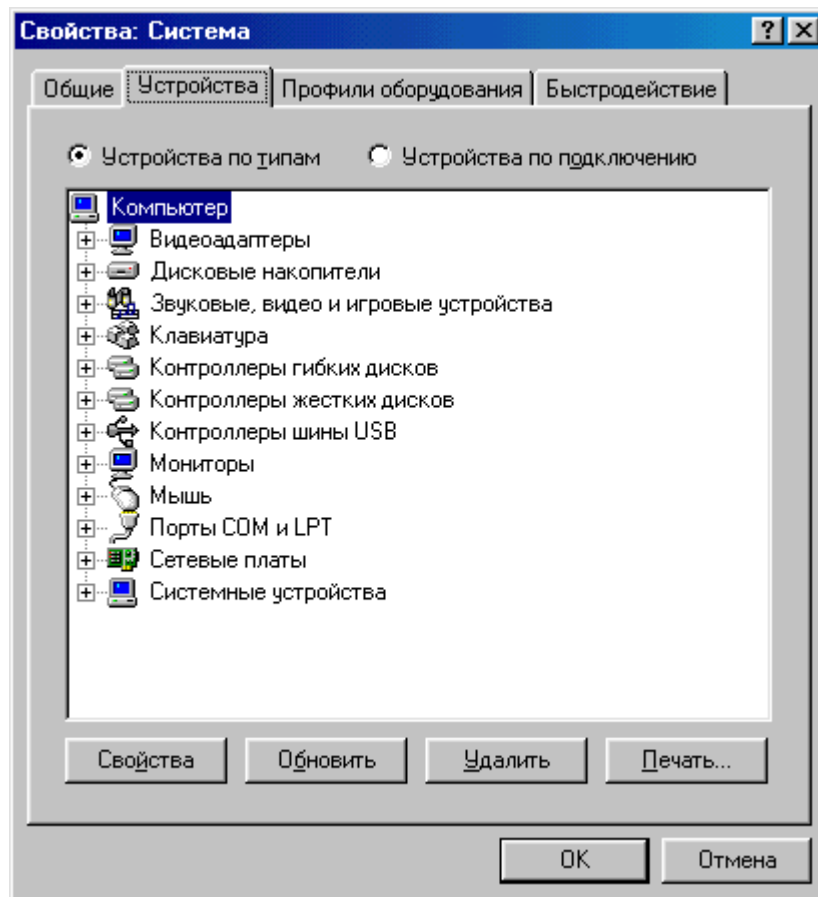 Свойства: Система
Общие Устройства Профили оборудования Быстродействие
Устройства по типам Устройства по подключению
Компьютер
Видеоадаптеры
Дисковые накопители
Звуковые, видео и игровые устройства
Клавиатура
Контроллеры гибких дисков
Контроллеры жестких дисков
Контроллеры шины USB
Мониторы
Мышь
Порты COM и LPT
Сетевые платы
Системные устройства
Свойства Обновить Удалить Печать...
OK Отмена